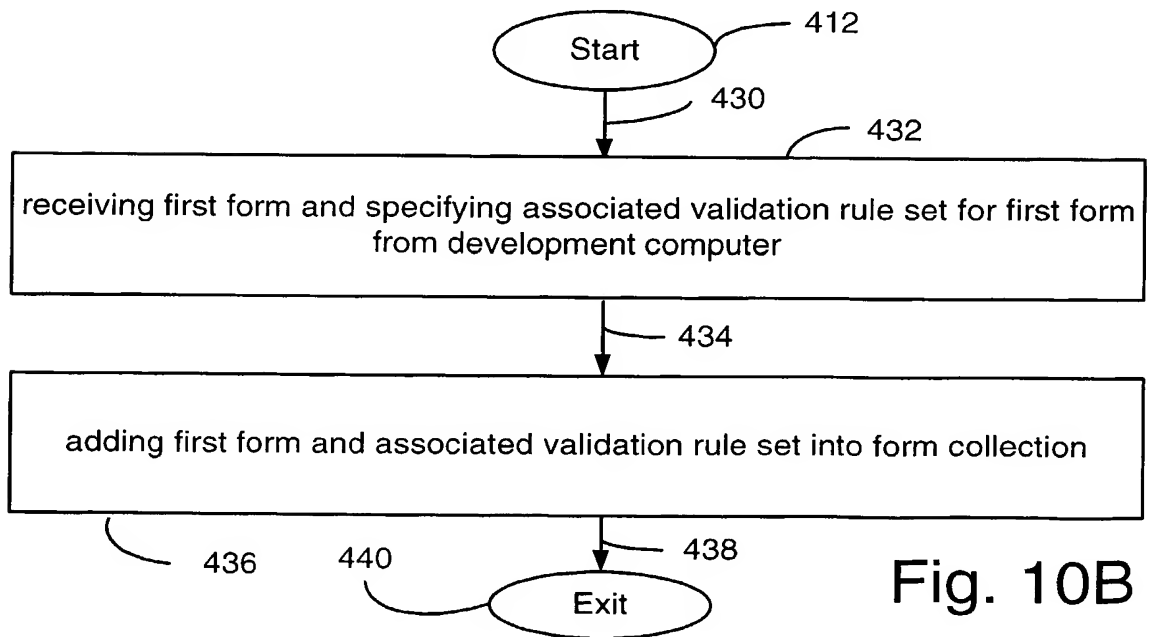 Start
412
430
432
receiving first form and specifying associated validation rule set for first form
from development computer
434
adding first form and associated validation rule set into form collection
436
440
438
Exit
Fig. 10B